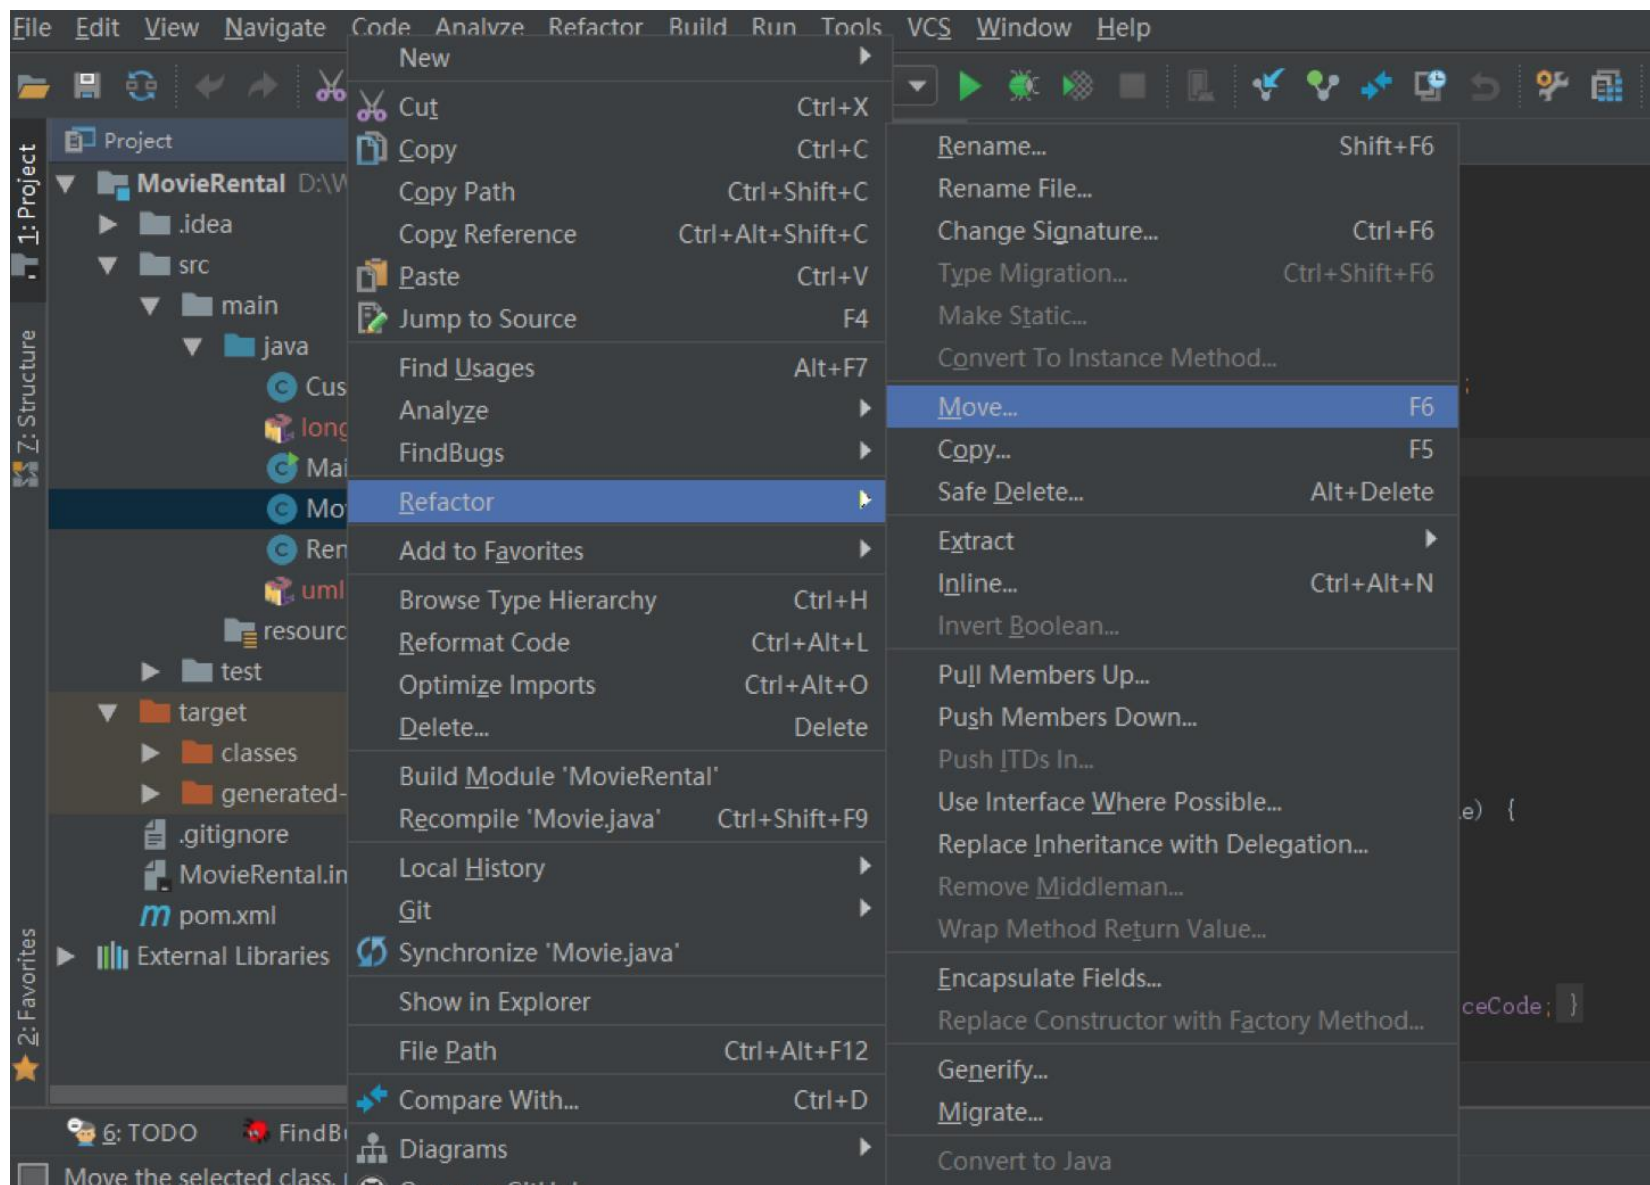 File Edit View Navigate Code Analyze Refactor Build Run Tools VCS Window Help
Project
1: Project
7: Structure
2: Favorites
MovieRental D:\W
.idea
src
main
java
Cus
long
Mai
Mo
Ren
uml
resourc
test
target
classes
generated-
.gitignore
MovieRental.im
pom.xml
External Libraries
6: TODO
FindB
Move the selected class,
New
Cut Ctrl+X
Copy Ctrl+C
Copy Path Ctrl+Shift+C
Copy Reference Ctrl+Alt+Shift+C
Paste Ctrl+V
Jump to Source F4
Find Usages Alt+F7
Analyze
FindBugs
Refactor
Add to Favorites
Browse Type Hierarchy Ctrl+H
Reformat Code Ctrl+Alt+L
Optimize Imports Ctrl+Alt+O
Delete... Delete
Build Module 'MovieRental'
Recompile 'Movie.java' Ctrl+Shift+F9
Local History
Git
Synchronize 'Movie.java'
Show in Explorer
File Path Ctrl+Alt+F12
Compare With... Ctrl+D
Diagrams
Rename... Shift+F6
Rename File...
Change Signature... Ctrl+F6
Type Migration... Ctrl+Shift+F6
Make Static...
Convert To Instance Method...
Move... F6
Copy... F5
Safe Delete... Alt+Delete
Extract
Inline... Ctrl+Alt+N
Invert Boolean...
Pull Members Up...
Push Members Down...
Push ITDs In...
Use Interface Where Possible...
Replace Inheritance with Delegation...
Remove Middleman...
Wrap Method Return Value...
Encapsulate Fields...
Replace Constructor with Factory Method...
Generify...
Migrate...
Convert to Java
;
e) {
ceCode; }